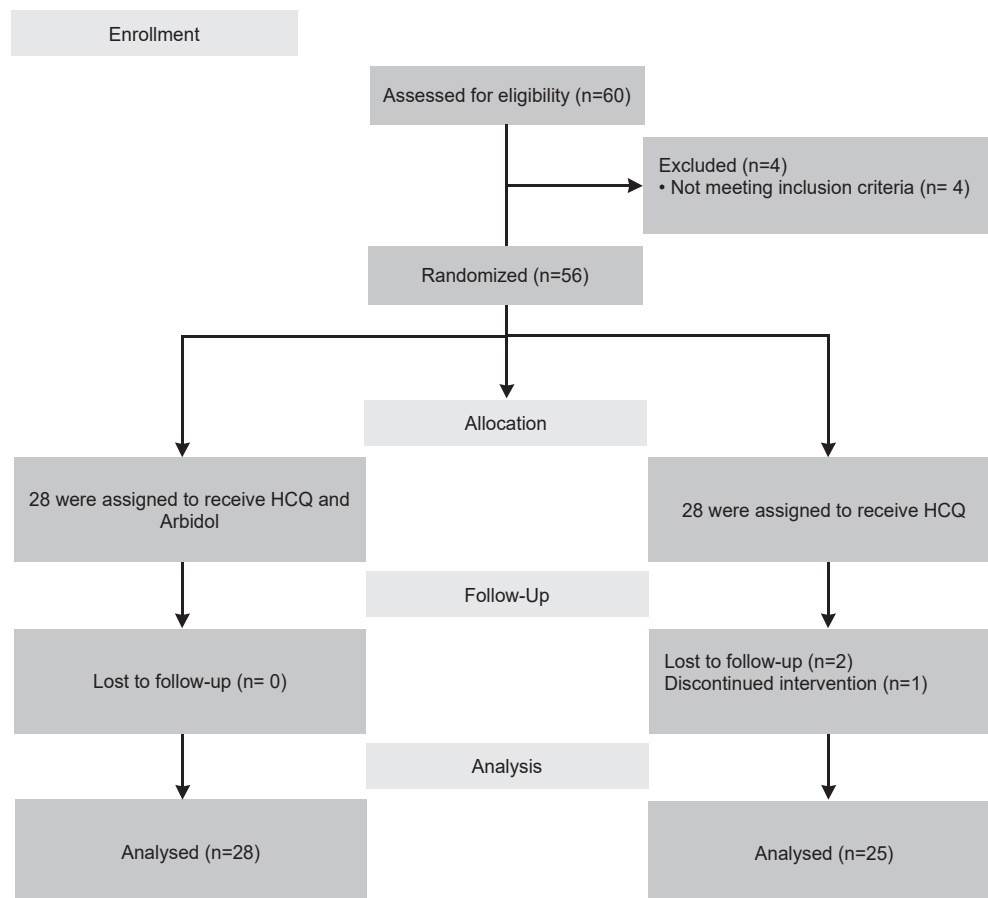 Enrollment
Assessed for eligibility (n=60)
Excluded (n=4)
• Not meeting inclusion criteria (n= 4)
Randomized (n=56)
Allocation
28 were assigned to receive HCQ and
Arbidol
28 were assigned to receive HCQ
Follow-Up
Lost to follow-up (n= 0)
Lost to follow-up (n=2)
Discontinued intervention (n=1)
Analysis
Analysed (n=28)
Analysed (n=25)